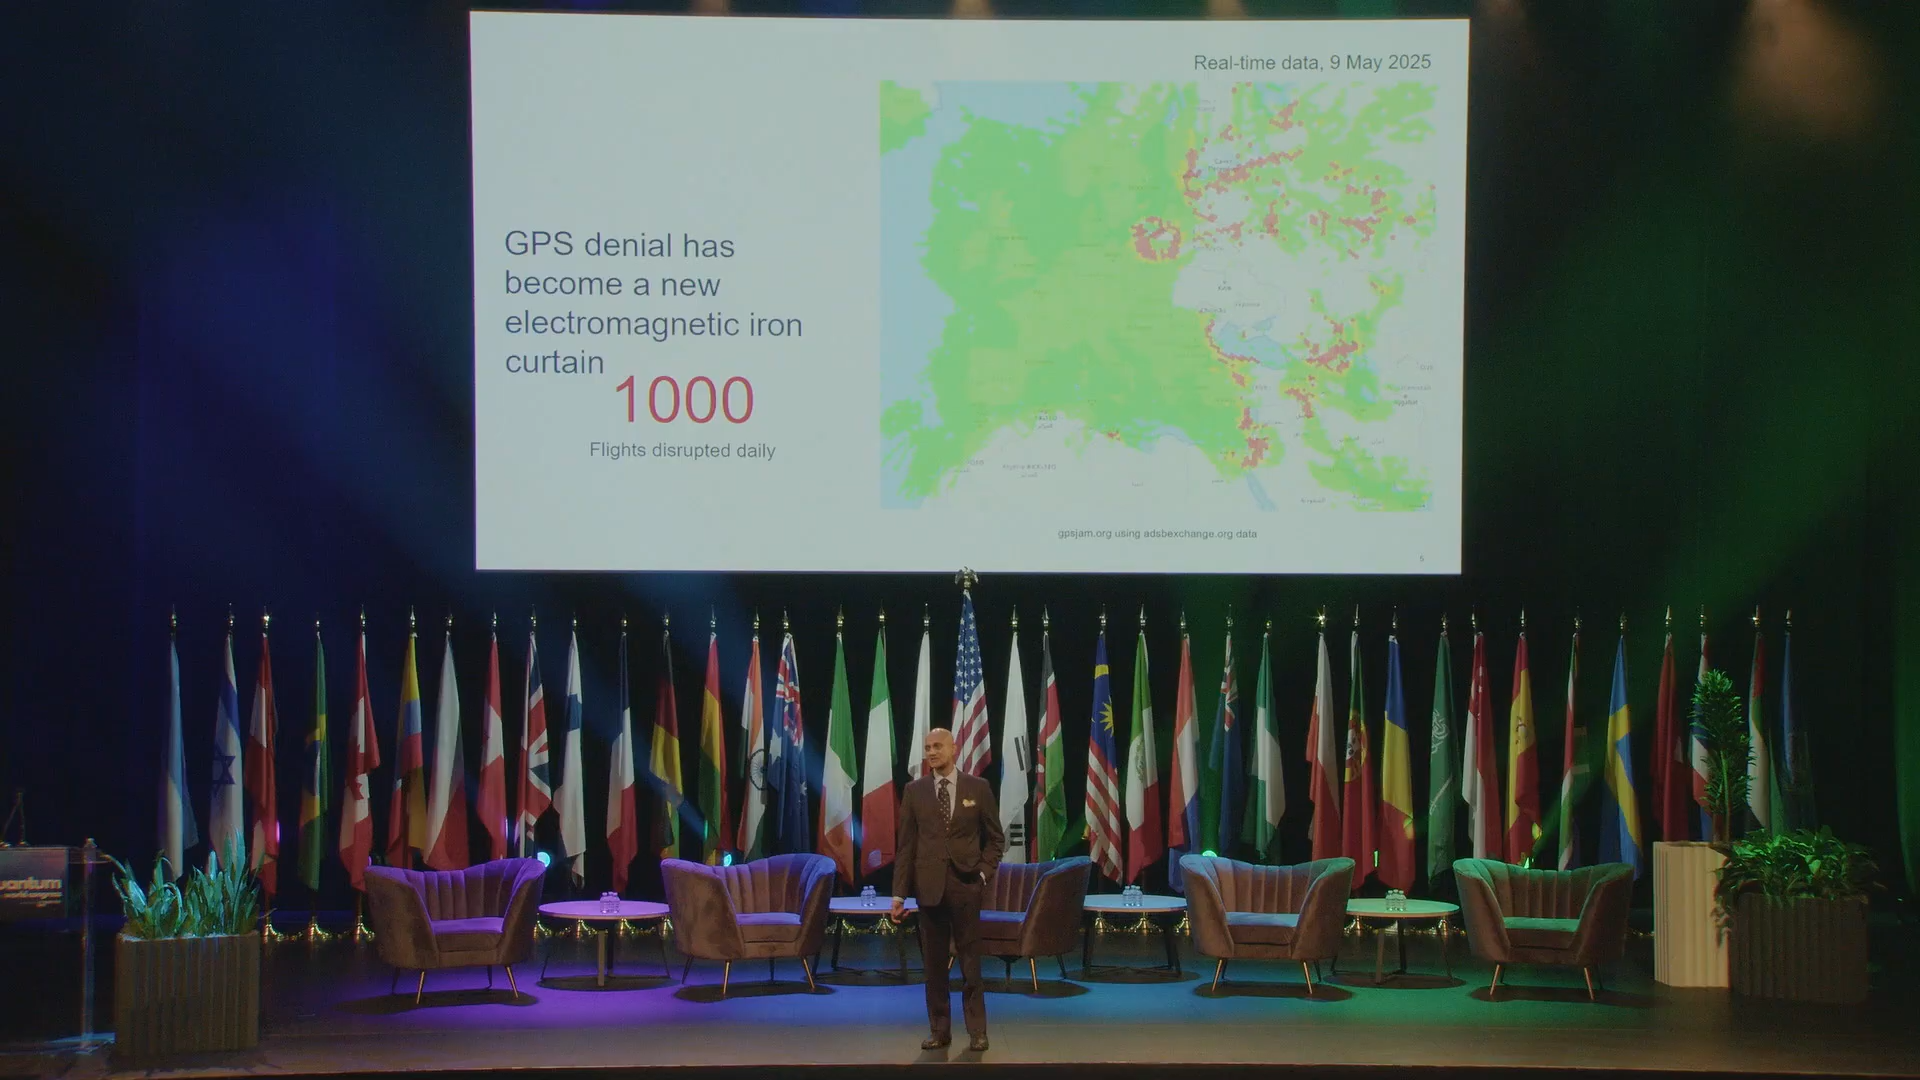 Real-time data, 9 May 2025
GPS denial has
become a new
electromagnetic iron
curtain
1000
Flights disrupted daily
gpsjam.org using adsbexchange.org data
uantum